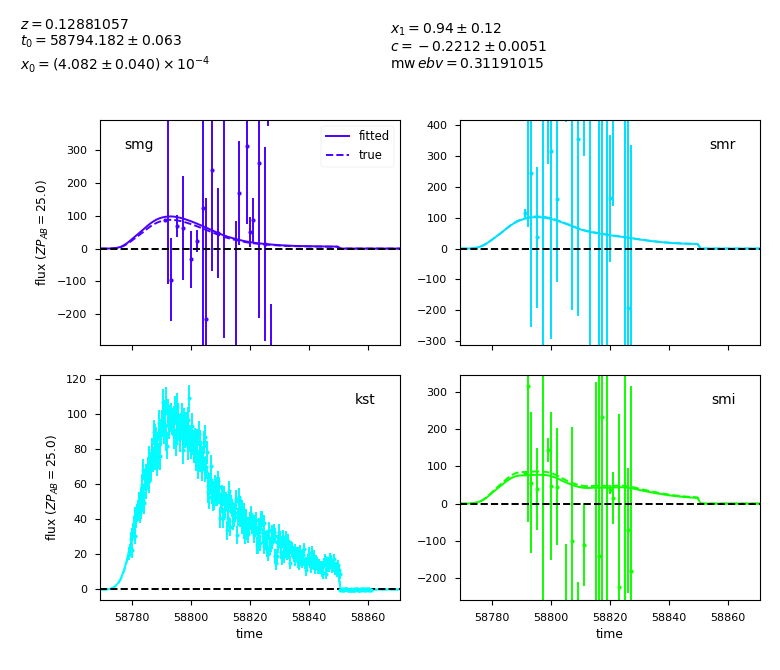 z = 0.12881057
t₀ = 58794.182 ± 0.063
x₀ = (4.082 ± 0.040) × 10⁻⁴
x₁ = 0.94 ± 0.12
c = −0.2212 ± 0.0051
mw ebv = 0.31191015
smg
fitted
true
300
200
100
0
−100
−200
flux (ZP_AB = 25.0)
smr
400
300
200
100
0
−100
−200
−300
kst
120
100
80
60
40
20
0
flux (ZP_AB = 25.0)
58780 58800 58820 58840 58860
time
smi
300
200
100
0
−100
−200
58780 58800 58820 58840 58860
time